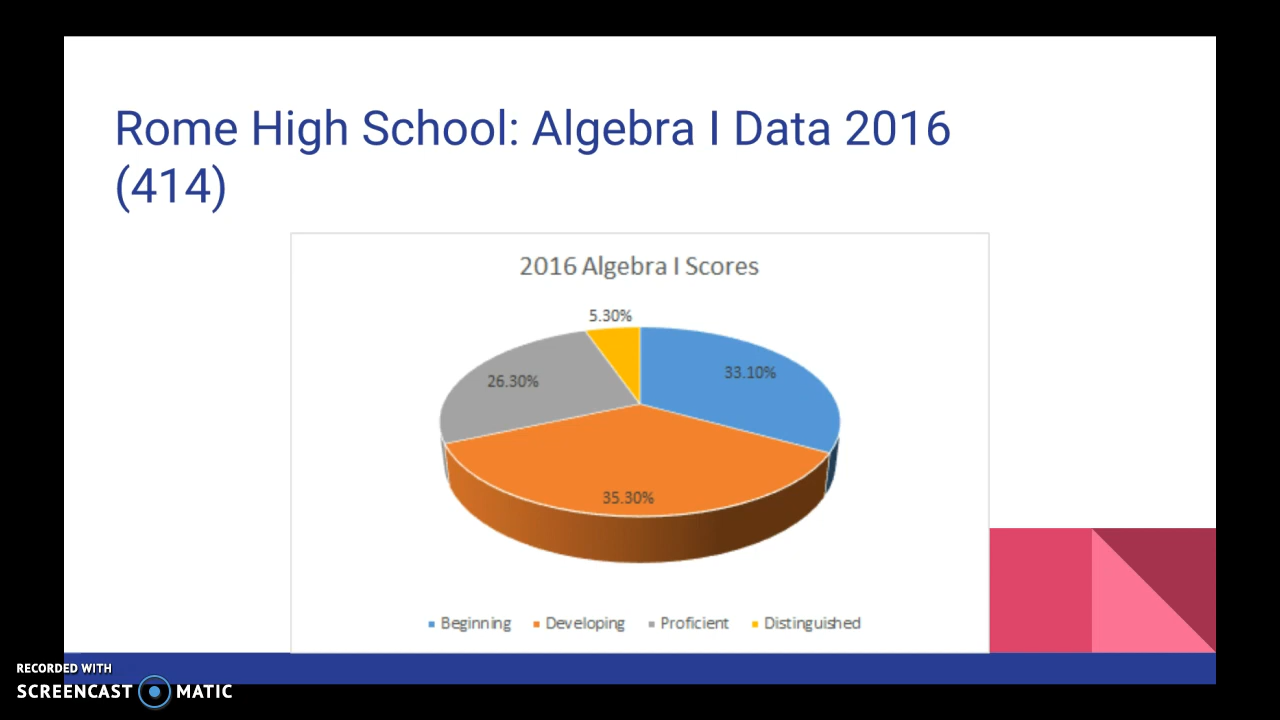 Rome High School: Algebra I Data 2016
(414)
2016 Algebra I Scores
5.30%
33.10%
26.30%
35.30%
Beginning Developing Proficient Distinguished
RECORDED WITH
SCREENCAST MATIC